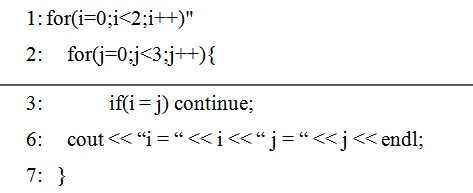 1: for(i=0;i<2;i++)"
2: for(j=0;j<3;j++){
3: if(i = j) continue;
6: cout << “i = “ << i << “ j = “ << j << endl;
7: }